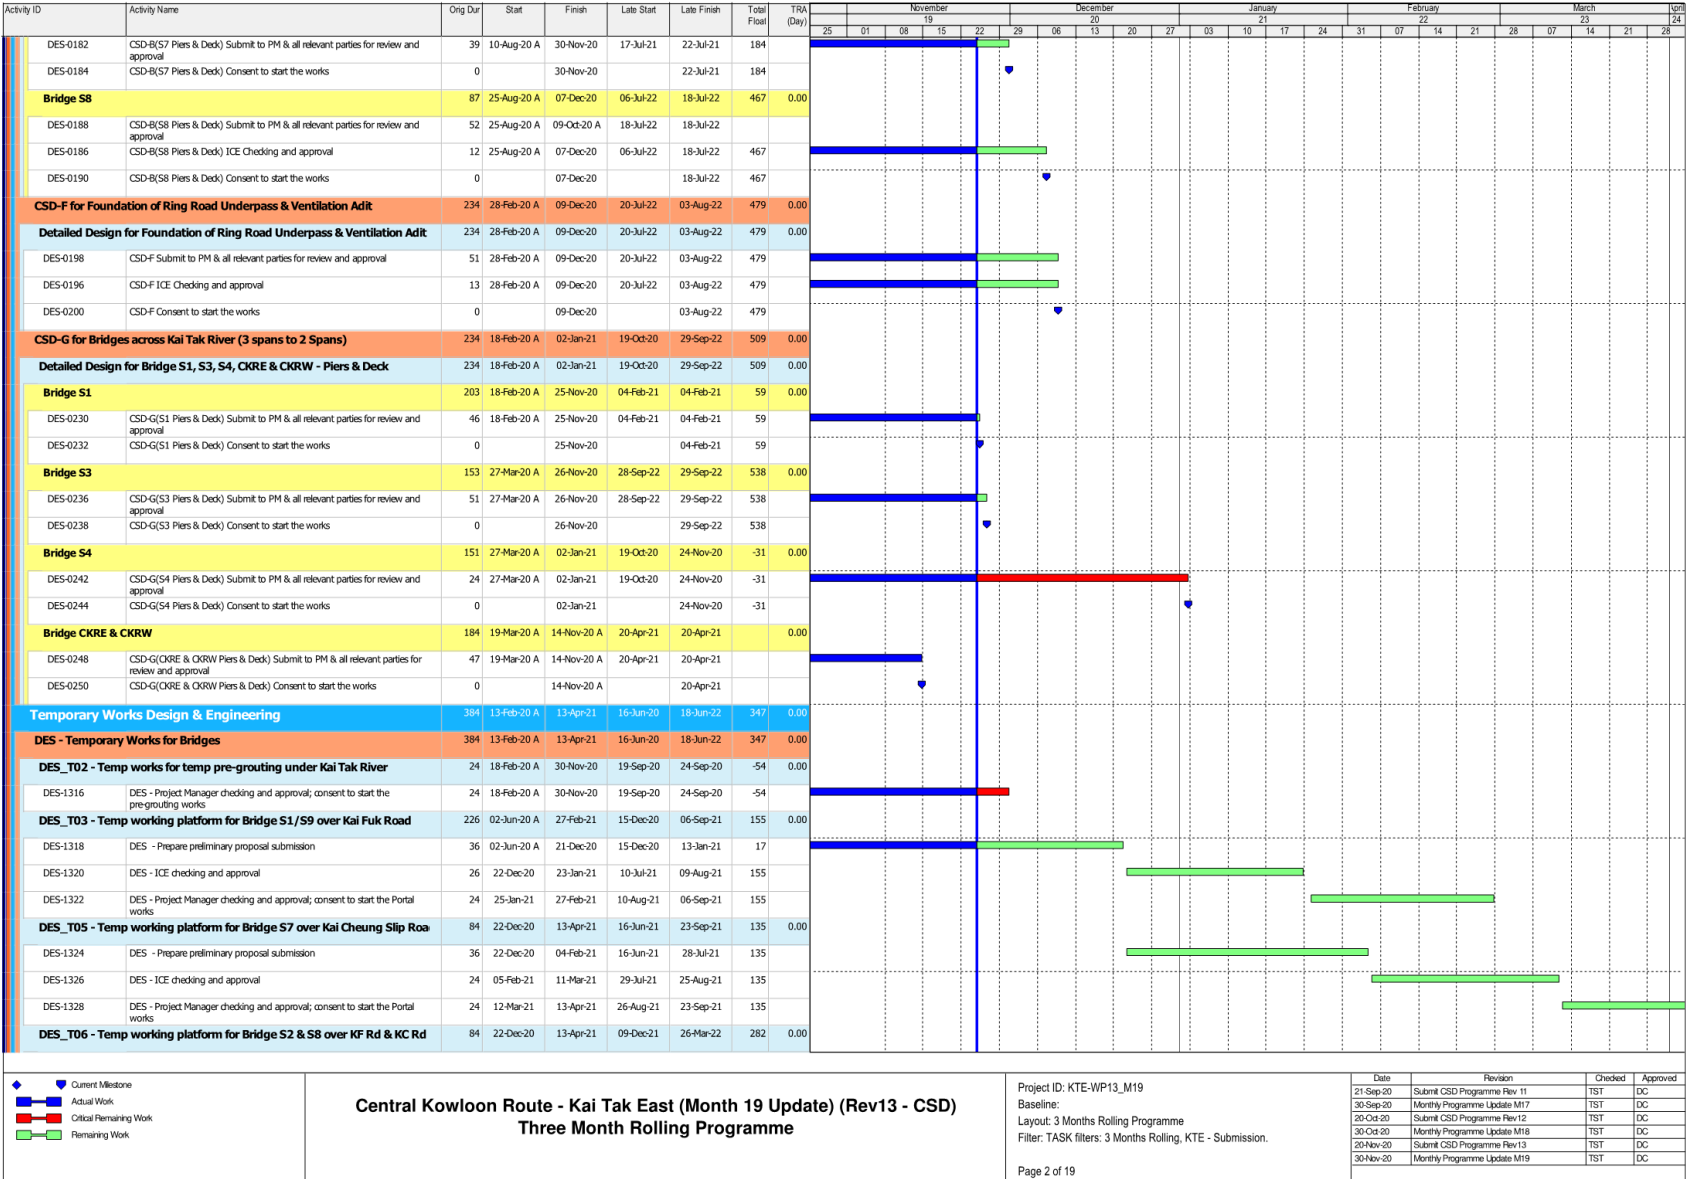 Activity ID Activity Name Orig Dur Start Finish Late Start Late Finish Total Float TRA (Day)
November December January February March April
19 20 21 22 23 24
25 01 08 15 22 29 06 13 20 27 03 10 17 24 31 07 14 21 28 07 14 21 28
DES-0182 CSD-B(S7 Piers & Deck) Submit to PM & all relevant parties for review and approval 39 10-Aug-20 A 30-Nov-20 17-Jul-21 22-Jul-21 184
DES-0184 CSD-B(S7 Piers & Deck) Consent to start the works 0 30-Nov-20 22-Jul-21 184
Bridge S8 87 25-Aug-20 A 07-Dec-20 06-Jul-22 18-Jul-22 467 0.00
DES-0188 CSD-B(S8 Piers & Deck) Submit to PM & all relevant parties for review and approval 52 25-Aug-20 A 09-Oct-20 A 18-Jul-22 18-Jul-22
DES-0186 CSD-B(S8 Piers & Deck) ICE Checking and approval 12 25-Aug-20 A 07-Dec-20 06-Jul-22 18-Jul-22 467
DES-0190 CSD-B(S8 Piers & Deck) Consent to start the works 0 07-Dec-20 18-Jul-22 467
CSD-F for Foundation of Ring Road Underpass & Ventilation Adit 234 28-Feb-20 A 09-Dec-20 20-Jul-22 03-Aug-22 479 0.00
Detailed Design for Foundation of Ring Road Underpass & Ventilation Adit 234 28-Feb-20 A 09-Dec-20 20-Jul-22 03-Aug-22 479 0.00
DES-0198 CSD-F Submit to PM & all relevant parties for review and approval 51 28-Feb-20 A 09-Dec-20 20-Jul-22 03-Aug-22 479
DES-0196 CSD-F ICE Checking and approval 13 28-Feb-20 A 09-Dec-20 20-Jul-22 03-Aug-22 479
DES-0200 CSD-F Consent to start the works 0 09-Dec-20 03-Aug-22 479
CSD-G for Bridges across Kai Tak River (3 spans to 2 Spans) 234 18-Feb-20 A 02-Jan-21 19-Oct-20 29-Sep-22 509 0.00
Detailed Design for Bridge S1, S3, S4, CKRE & CKRW - Piers & Deck 234 18-Feb-20 A 02-Jan-21 19-Oct-20 29-Sep-22 509 0.00
Bridge S1 203 18-Feb-20 A 25-Nov-20 04-Feb-21 04-Feb-21 59 0.00
DES-0230 CSD-G(S1 Piers & Deck) Submit to PM & all relevant parties for review and approval 46 18-Feb-20 A 25-Nov-20 04-Feb-21 04-Feb-21 59
DES-0232 CSD-G(S1 Piers & Deck) Consent to start the works 0 25-Nov-20 04-Feb-21 59
Bridge S3 153 27-Mar-20 A 26-Nov-20 28-Sep-22 29-Sep-22 538 0.00
DES-0236 CSD-G(S3 Piers & Deck) Submit to PM & all relevant parties for review and approval 51 27-Mar-20 A 26-Nov-20 28-Sep-22 29-Sep-22 538
DES-0238 CSD-G(S3 Piers & Deck) Consent to start the works 0 26-Nov-20 29-Sep-22 538
Bridge S4 151 27-Mar-20 A 02-Jan-21 19-Oct-20 24-Nov-20 -31 0.00
DES-0242 CSD-G(S4 Piers & Deck) Submit to PM & all relevant parties for review and approval 24 27-Mar-20 A 02-Jan-21 19-Oct-20 24-Nov-20 -31
DES-0244 CSD-G(S4 Piers & Deck) Consent to start the works 0 02-Jan-21 24-Nov-20 -31
Bridge CKRE & CKRW 184 19-Mar-20 A 14-Nov-20 A 20-Apr-21 20-Apr-21 0.00
DES-0248 CSD-G(CKRE & CKRW Piers & Deck) Submit to PM & all relevant parties for review and approval 47 19-Mar-20 A 14-Nov-20 A 20-Apr-21 20-Apr-21
DES-0250 CSD-G(CKRE & CKRW Piers & Deck) Consent to start the works 0 14-Nov-20 A 20-Apr-21
Temporary Works Design & Engineering 384 13-Feb-20 A 13-Apr-21 16-Jun-20 18-Jun-22 347 0.00
DES - Temporary Works for Bridges 384 13-Feb-20 A 13-Apr-21 16-Jun-20 18-Jun-22 347 0.00
DES_T02 - Temp works for temp pre-grouting under Kai Tak River 24 18-Feb-20 A 30-Nov-20 19-Sep-20 24-Sep-20 -54 0.00
DES-1316 DES - Project Manager checking and approval; consent to start the pre-grouting works 24 18-Feb-20 A 30-Nov-20 19-Sep-20 24-Sep-20 -54
DES_T03 - Temp working platform for Bridge S1/S9 over Kai Fuk Road 226 02-Jun-20 A 27-Feb-21 15-Dec-20 06-Sep-21 155 0.00
DES-1318 DES - Prepare preliminary proposal submission 36 02-Jun-20 A 21-Dec-20 15-Dec-20 13-Jan-21 17
DES-1320 DES - ICE checking and approval 26 22-Dec-20 23-Jan-21 10-Jul-21 09-Aug-21 155
DES-1322 DES - Project Manager checking and approval; consent to start the Portal works 24 25-Jan-21 27-Feb-21 10-Aug-21 06-Sep-21 155
DES_T05 - Temp working platform for Bridge S7 over Kai Cheung Slip Roa 84 22-Dec-20 13-Apr-21 16-Jun-21 23-Sep-21 135 0.00
DES-1324 DES - Prepare preliminary proposal submission 36 22-Dec-20 04-Feb-21 16-Jun-21 28-Jul-21 135
DES-1326 DES - ICE checking and approval 24 05-Feb-21 11-Mar-21 29-Jul-21 25-Aug-21 135
DES-1328 DES - Project Manager checking and approval; consent to start the Portal works 24 12-Mar-21 13-Apr-21 26-Aug-21 23-Sep-21 135
DES_T06 - Temp working platform for Bridge S2 & S8 over KF Rd & KC Rd 84 22-Dec-20 13-Apr-21 09-Dec-21 26-Mar-22 282 0.00
Current Milestone
Actual Work
Critical Remaining Work
Remaining Work
Central Kowloon Route - Kai Tak East (Month 19 Update) (Rev13 - CSD)
Three Month Rolling Programme
Project ID: KTE-WP13_M19
Baseline:
Layout: 3 Months Rolling Programme
Filter: TASK filters: 3 Months Rolling, KTE - Submission.
Page 2 of 19
Date Revision Checked Approved
21-Sep-20 Submit CSD Programme Rev 11 TST DC
30-Sep-20 Monthly Programme Update M17 TST DC
20-Oct-20 Submit CSD Programme Rev12 TST DC
30-Oct-20 Monthly Programme Update M18 TST DC
20-Nov-20 Submit CSD Programme Rev13 TST DC
30-Nov-20 Monthly Programme Update M19 TST DC